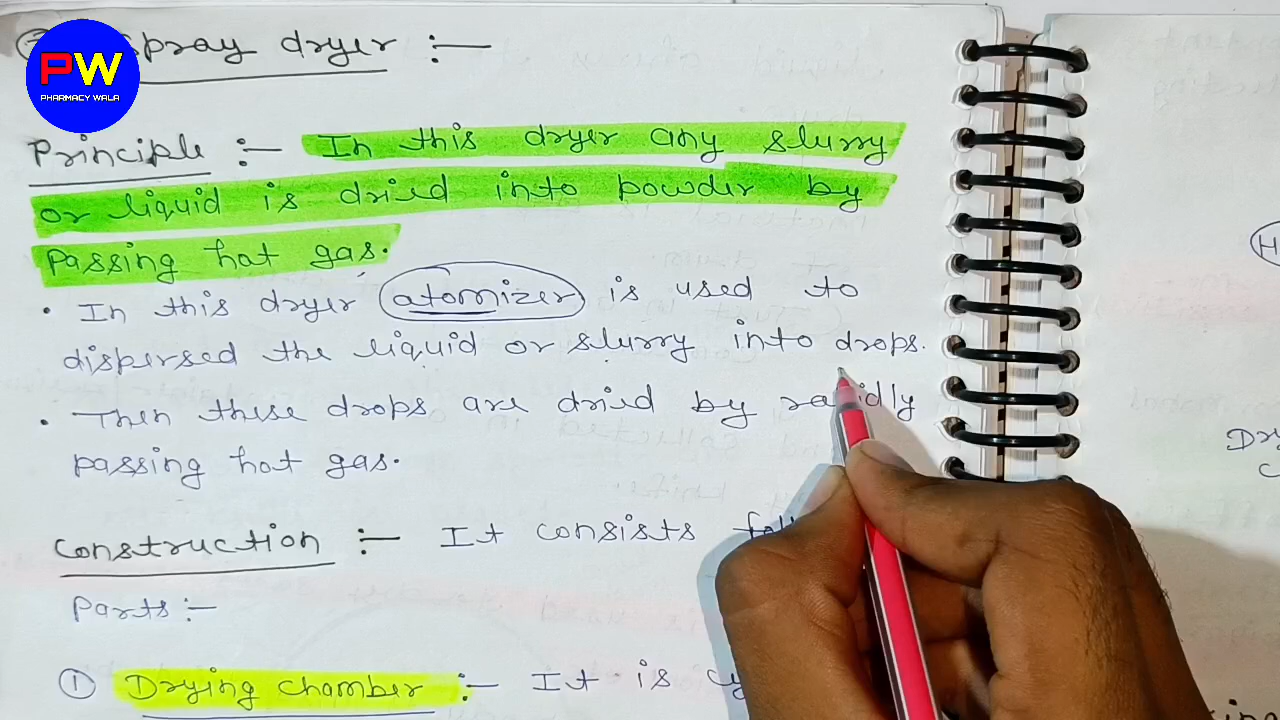 spray dryer :—
PW
PHARMACY WALA
Principle :— In this dryer any slurry
or liquid is dried into powder by
passing hot gas.
• In this dryer atomizer is used to
dispersed the liquid or slurry into drops.
• Then these drops are dried by rapidly
passing hot gas.
Construction :— It consists
Parts :—
① Drying chamber :— It is